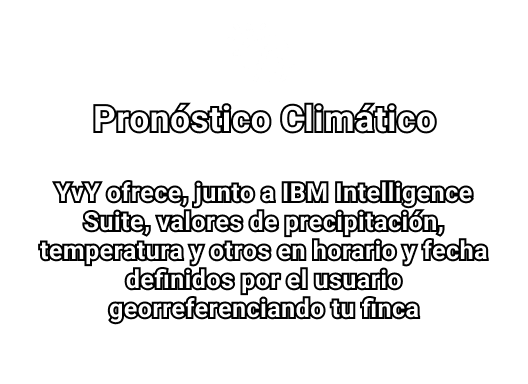 Pronóstico Climático
YvY ofrece, junto a IBM Intelligence
Suite, valores de precipitación,
temperatura y otros en horario y fecha
definidos por el usuario
georreferenciando tu finca